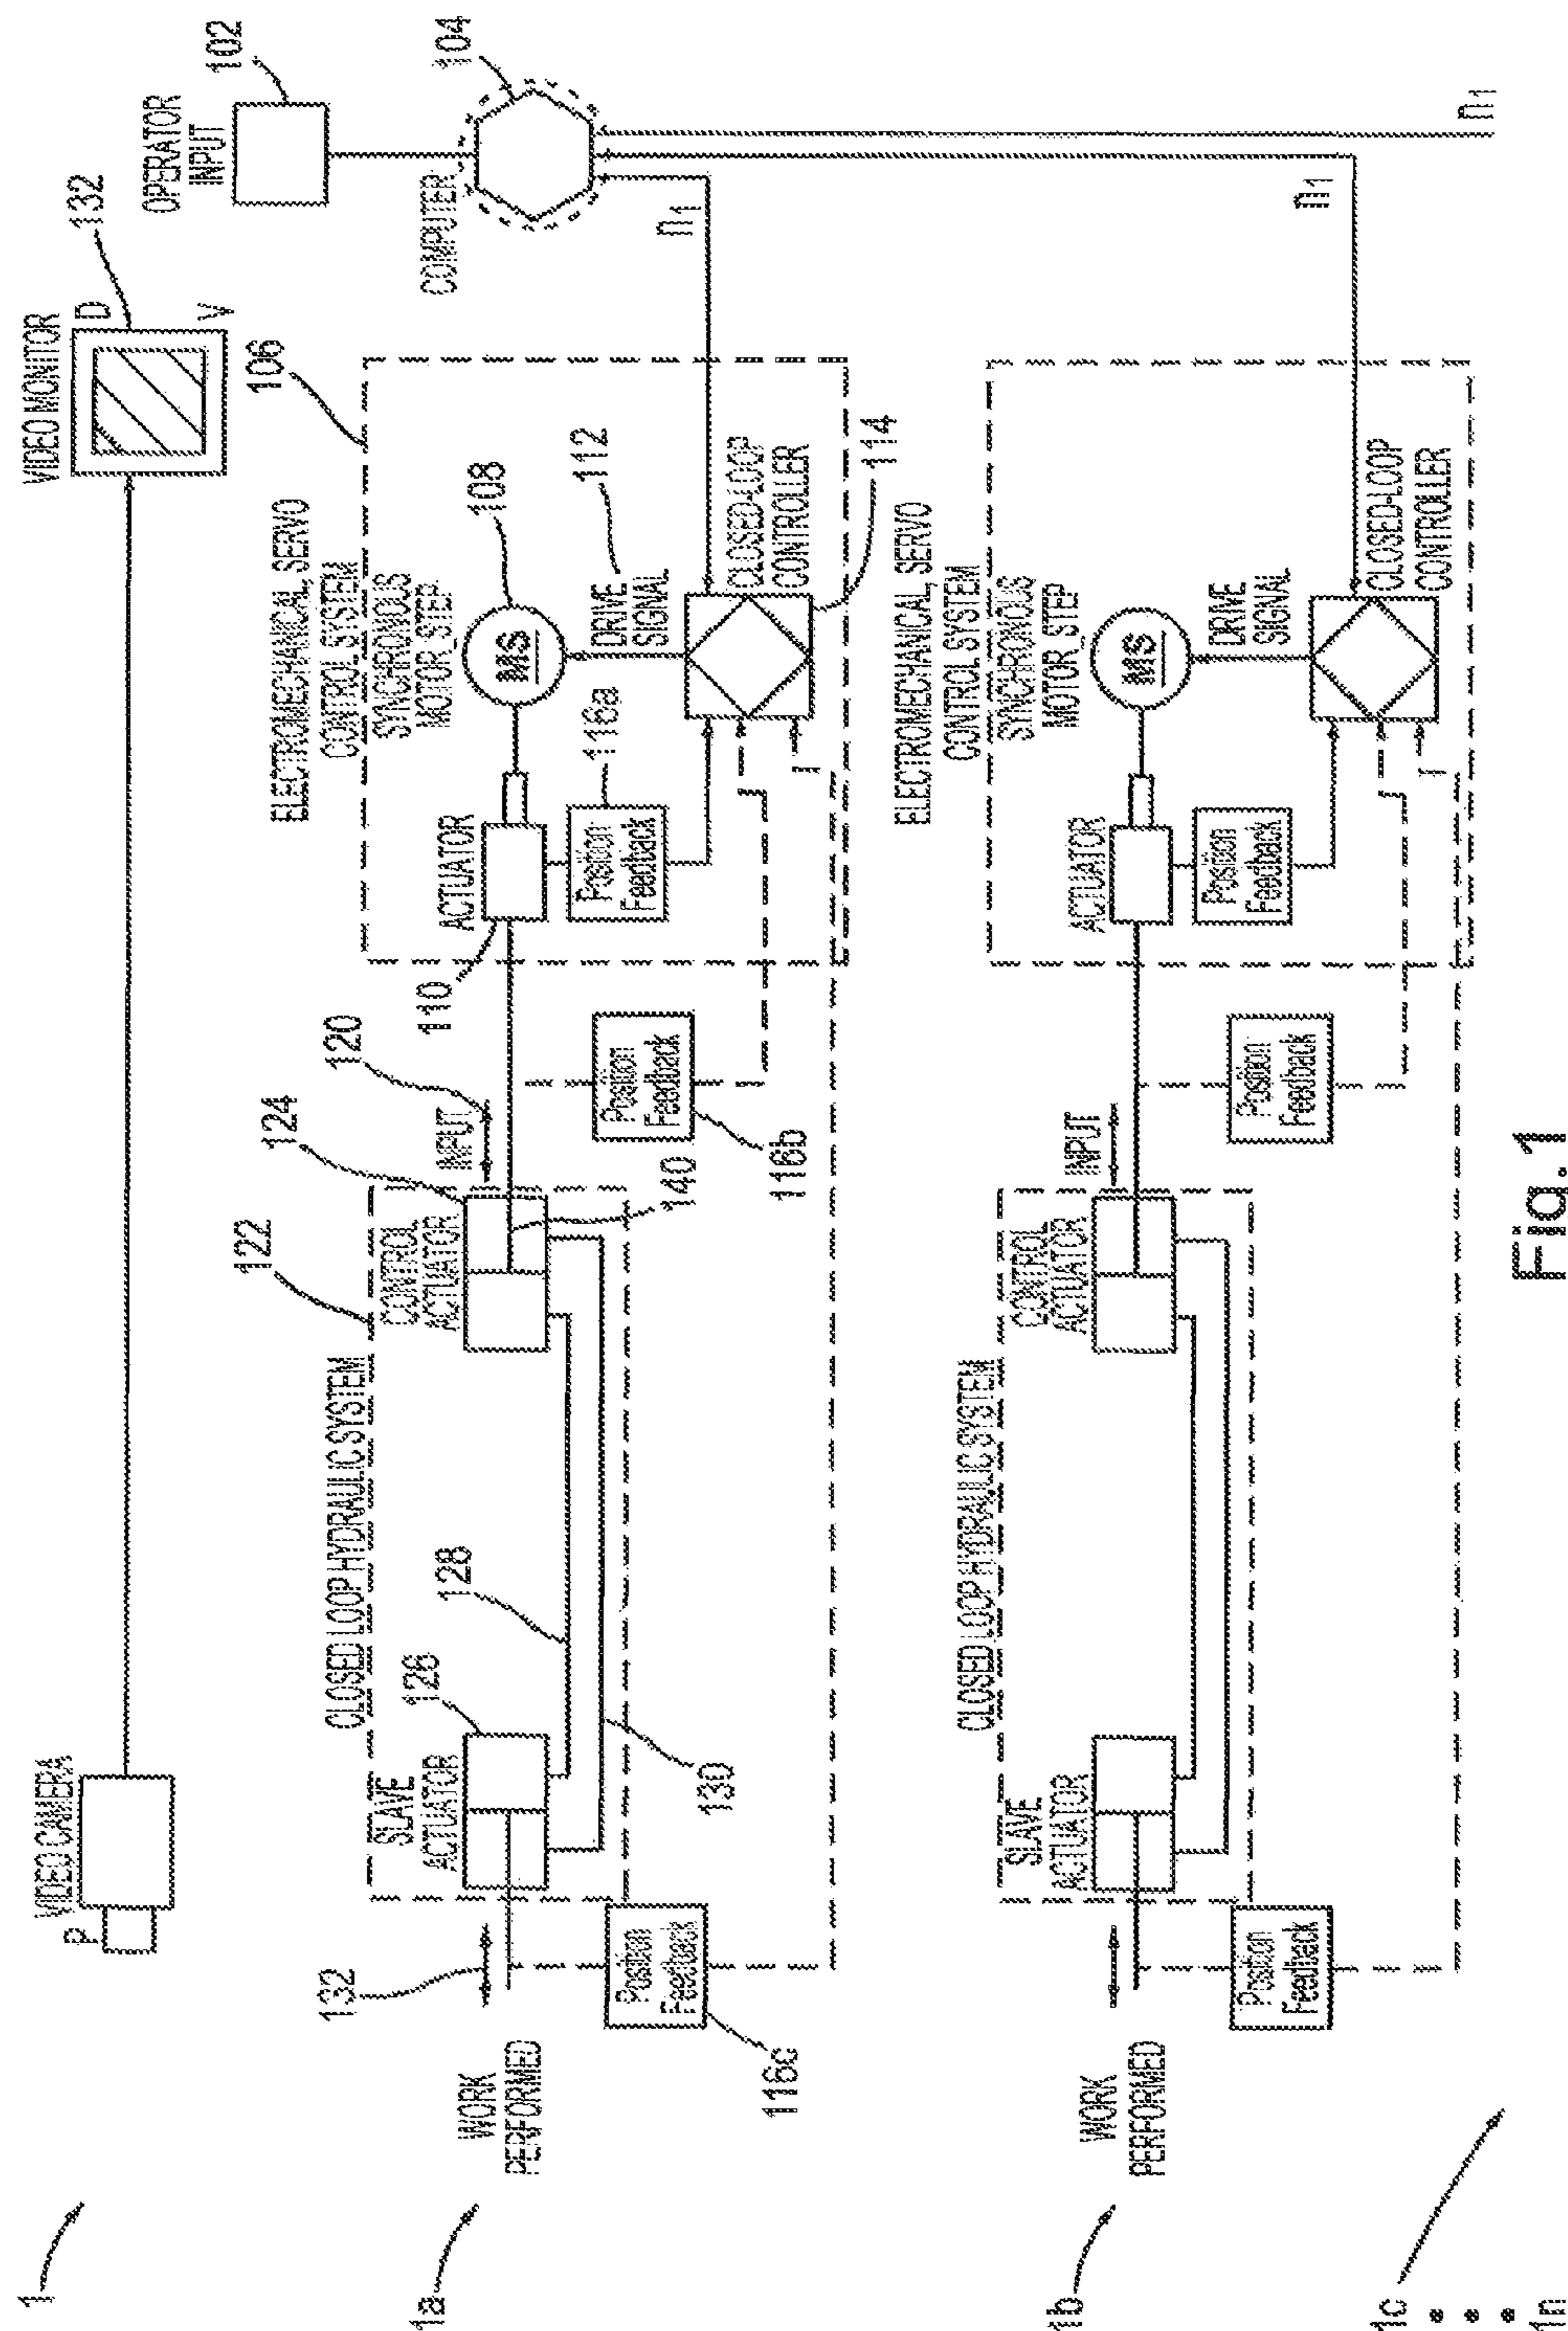 1
P
VIDEO CAMERA
VIDEO MONITOR
132
D
V
OPERATOR
INPUT
102
COMPUTER
104
1a
WORK
PERFORMED
132
116c
Position
Feedback
CLOSED LOOP HYDRAULIC SYSTEM
122
SLAVE
ACTUATOR
126
128
130
CONTROL
ACTUATOR
124
120
INPUT
140
Position
Feedback
116b
110
ACTUATOR
Position
Feedback
116a
ELECTROMECHANICAL, SERVO
CONTROL SYSTEM
106
SYNCHRONOUS
MOTOR_STEP
MS
108
DRIVE
SIGNAL
112
CLOSED-LOOP
CONTROLLER
114
n1
1b
WORK
PERFORMED
Position
Feedback
CLOSED LOOP HYDRAULIC SYSTEM
SLAVE
ACTUATOR
CONTROL
ACTUATOR
INPUT
Position
Feedback
ACTUATOR
Position
Feedback
ELECTROMECHANICAL, SERVO
CONTROL SYSTEM
SYNCHRONOUS
MOTOR_STEP
MS
DRIVE
SIGNAL
CLOSED-LOOP
CONTROLLER
n1
n1
1c
1n
Fig.1